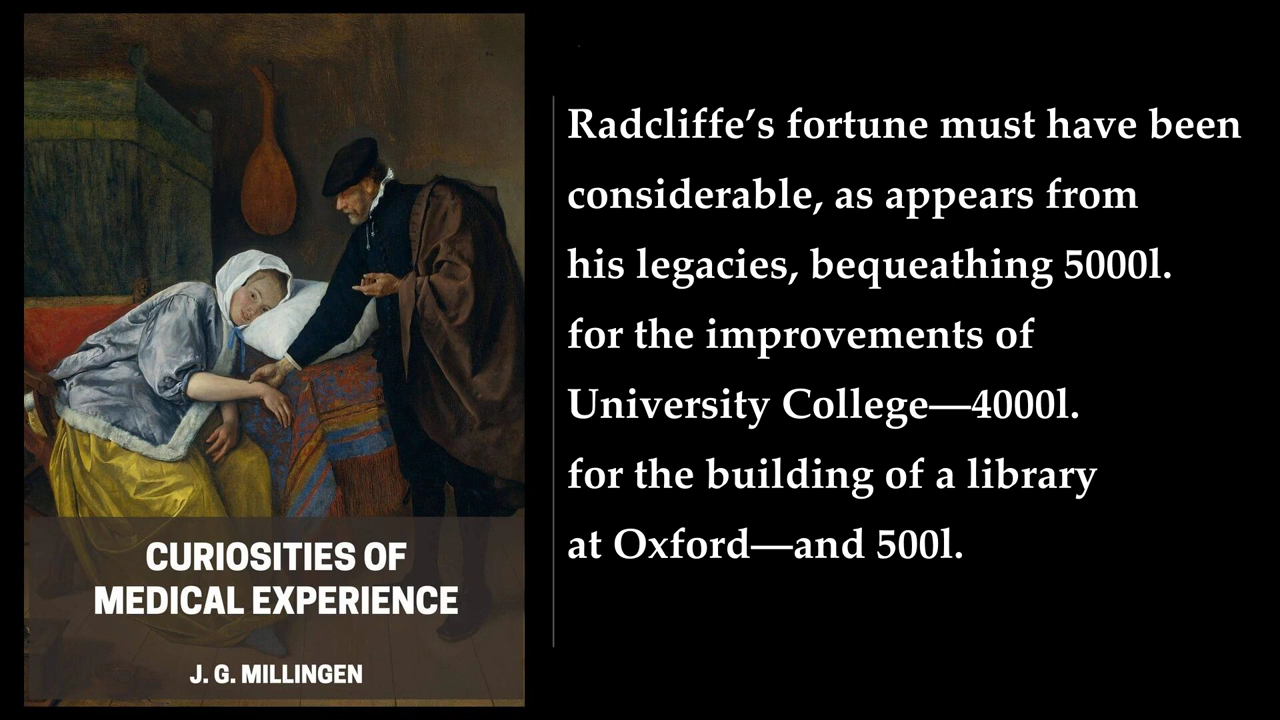 CURIOSITIES OF
MEDICAL EXPERIENCE
J. G. MILLINGEN
Radcliffe’s fortune must have been
considerable, as appears from
his legacies, bequeathing 5000l.
for the improvements of
University College—4000l.
for the building of a library
at Oxford—and 500l.